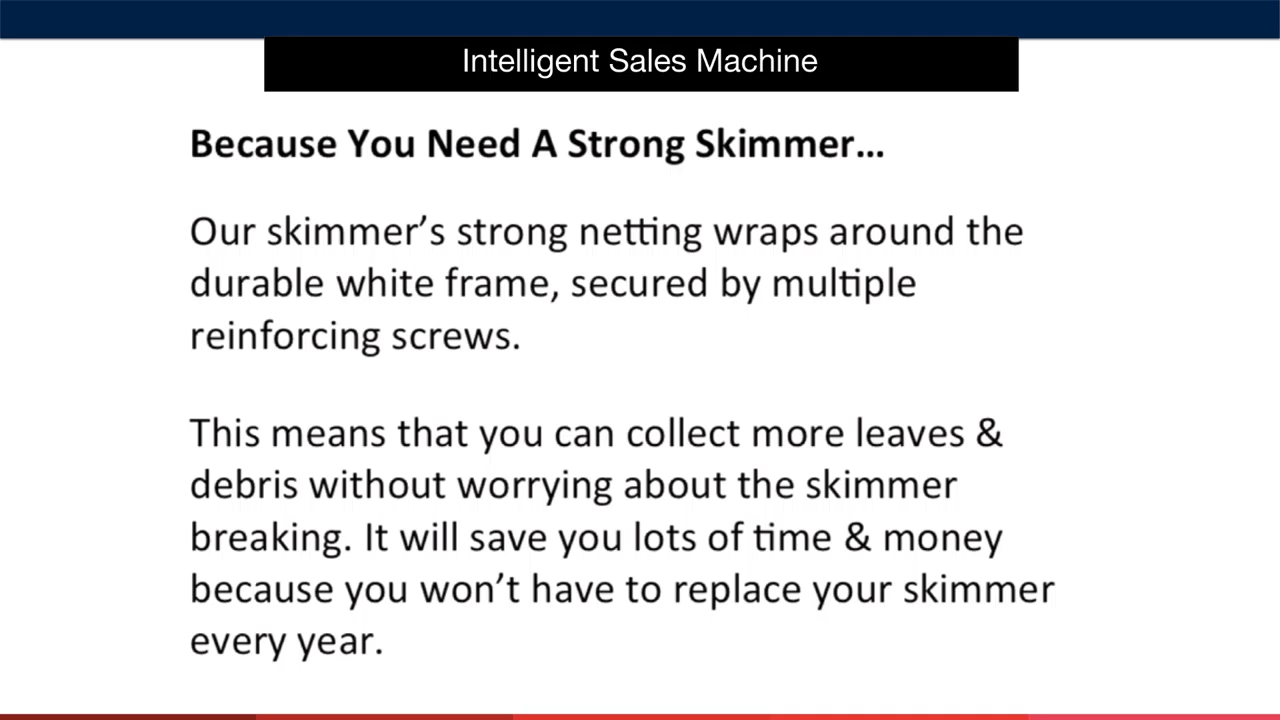 Intelligent Sales Machine
Because You Need A Strong Skimmer…
Our skimmer’s strong netting wraps around the
durable white frame, secured by multiple
reinforcing screws.
This means that you can collect more leaves &
debris without worrying about the skimmer
breaking. It will save you lots of time & money
because you won’t have to replace your skimmer
every year.